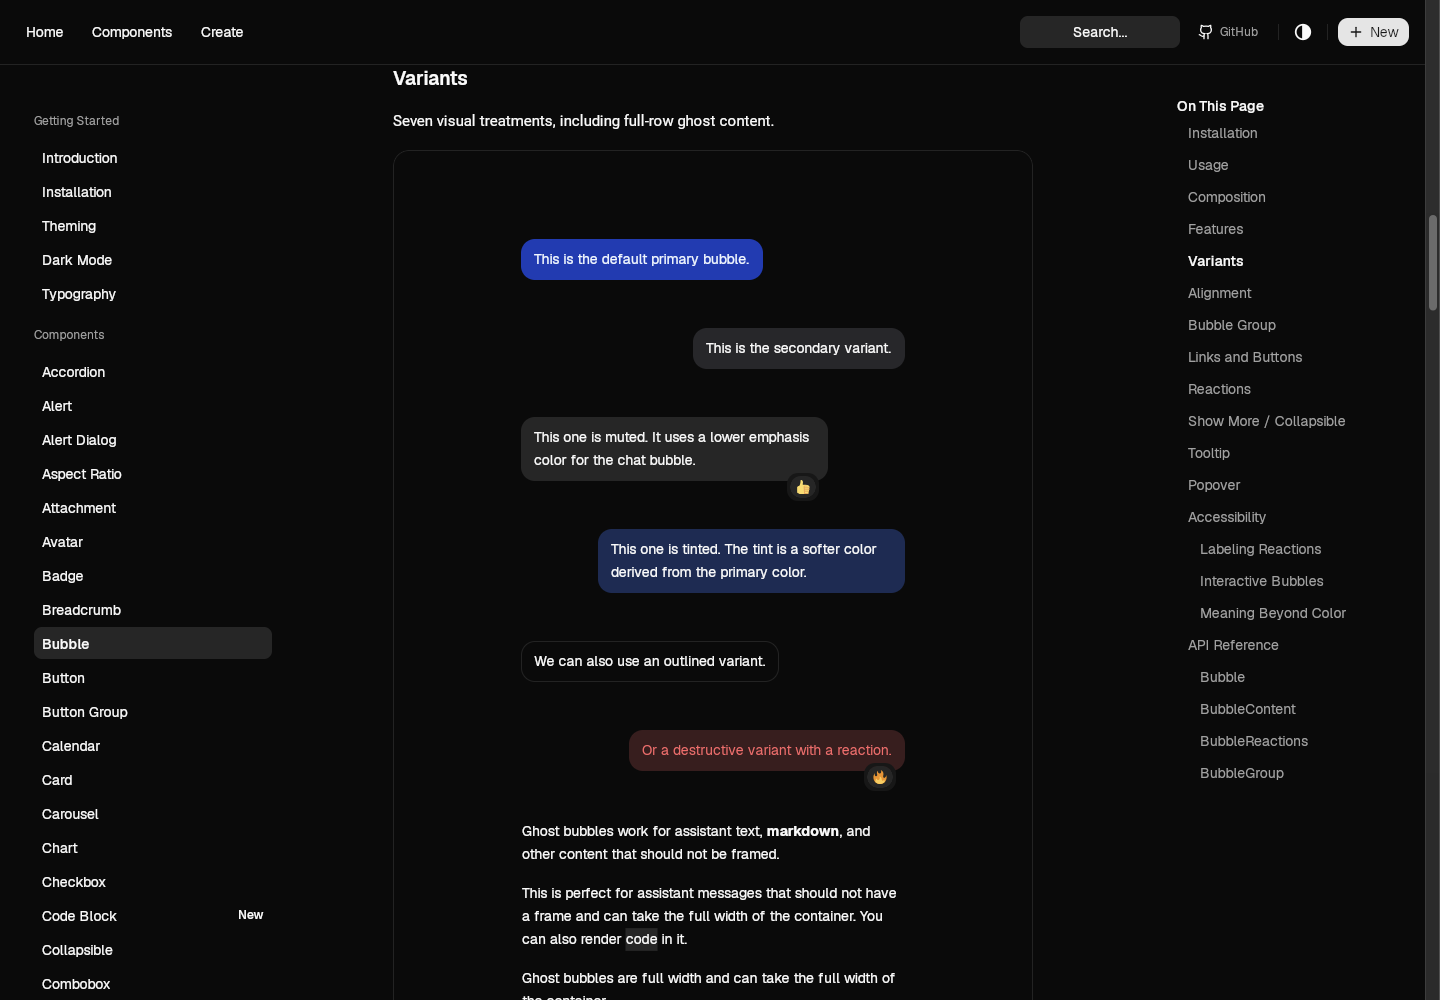 Home
Components
Create
Search...
GitHub
New
Getting Started
Introduction
Installation
Theming
Dark Mode
Typography
Components
Accordion
Alert
Alert Dialog
Aspect Ratio
Attachment
Avatar
Badge
Breadcrumb
Bubble
Button
Button Group
Calendar
Card
Carousel
Chart
Checkbox
Code Block New
Collapsible
Combobox
Variants
Seven visual treatments, including full-row ghost content.
This is the default primary bubble.
This is the secondary variant.
This one is muted. It uses a lower emphasis
color for the chat bubble.
👍
This one is tinted. The tint is a softer color
derived from the primary color.
We can also use an outlined variant.
Or a destructive variant with a reaction.
🔥
Ghost bubbles work for assistant text, markdown, and
other content that should not be framed.
This is perfect for assistant messages that should not have
a frame and can take the full width of the container. You
can also render code in it.
Ghost bubbles are full width and can take the full width of
the container.
On This Page
Installation
Usage
Composition
Features
Variants
Alignment
Bubble Group
Links and Buttons
Reactions
Show More / Collapsible
Tooltip
Popover
Accessibility
Labeling Reactions
Interactive Bubbles
Meaning Beyond Color
API Reference
Bubble
BubbleContent
BubbleReactions
BubbleGroup